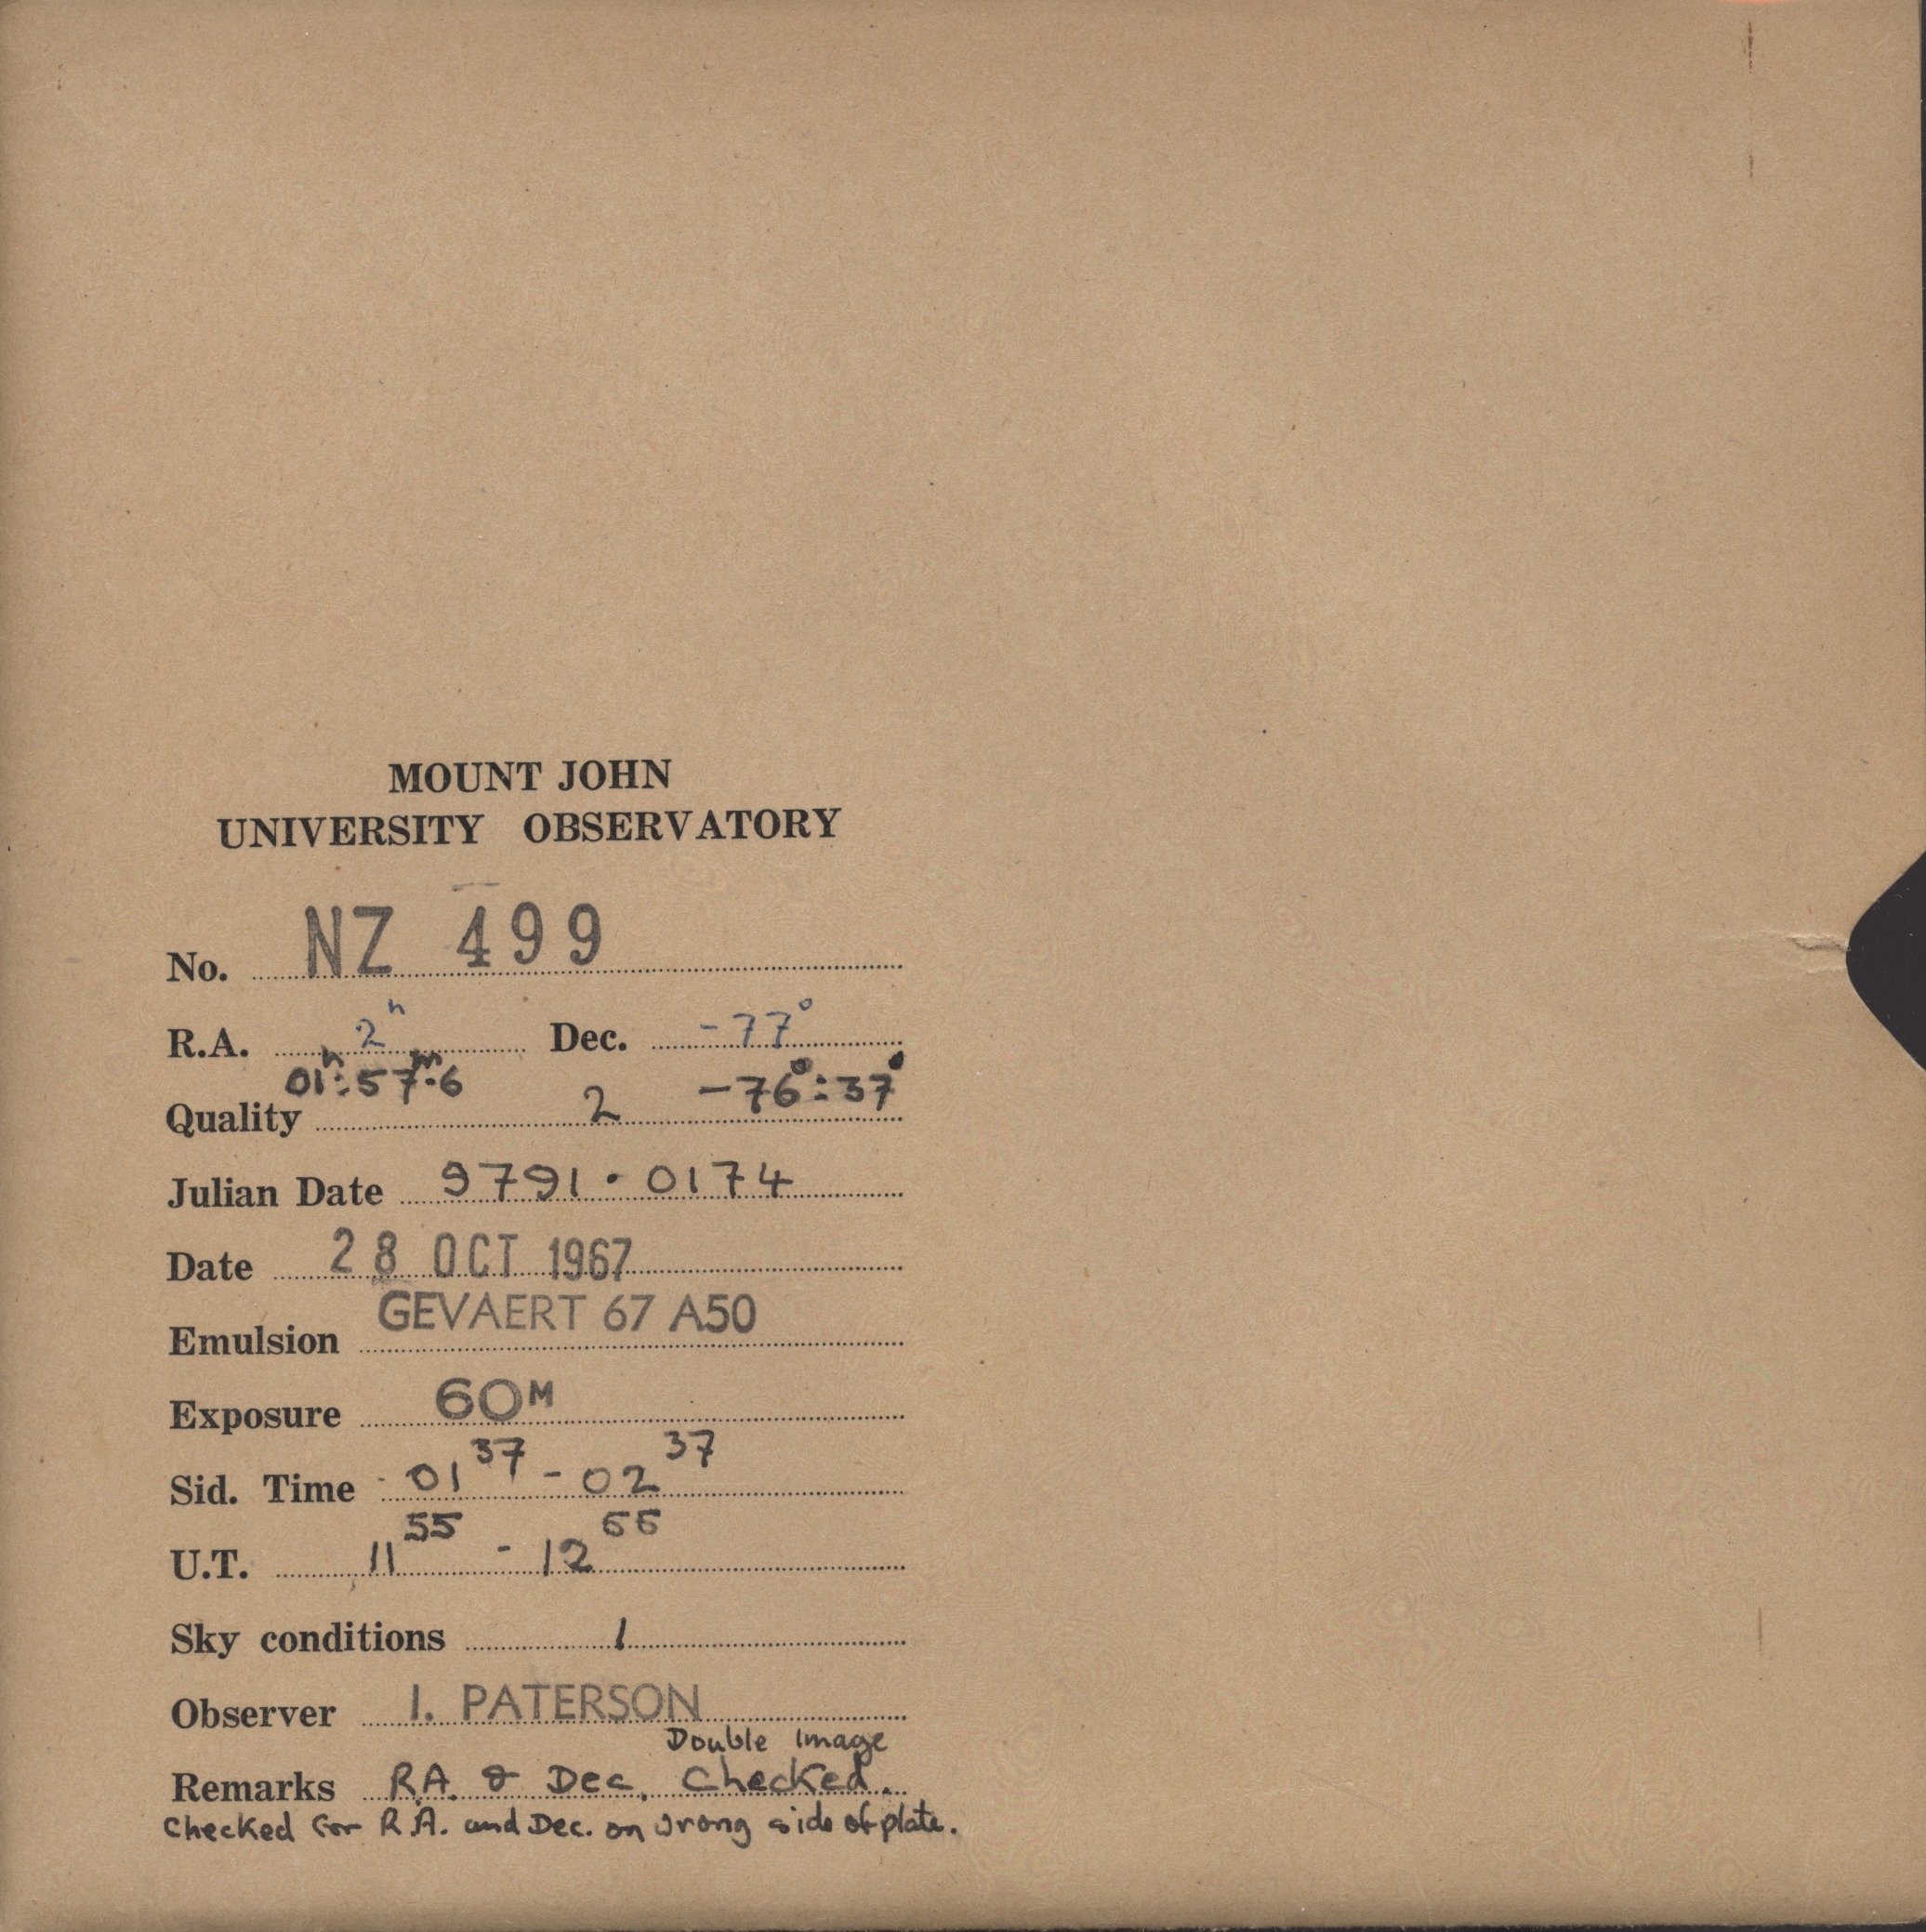 MOUNT JOHN
UNIVERSITY OBSERVATORY
No. NZ 499
R.A. 2h Dec. -77°
01h:57m.6 -76°:37'
Quality 2
Julian Date 9791.0174
Date 28 OCT 1967
Emulsion GEVAERT 67 A50
Exposure 60M
Sid. Time 01 37 - 02 37
U.T. 11 55 - 12 55
Sky conditions 1
Observer I. PATERSON
Double Image
Remarks R.A. & Dec. Checked.
Checked for R.A. and Dec. on wrong side of plate.